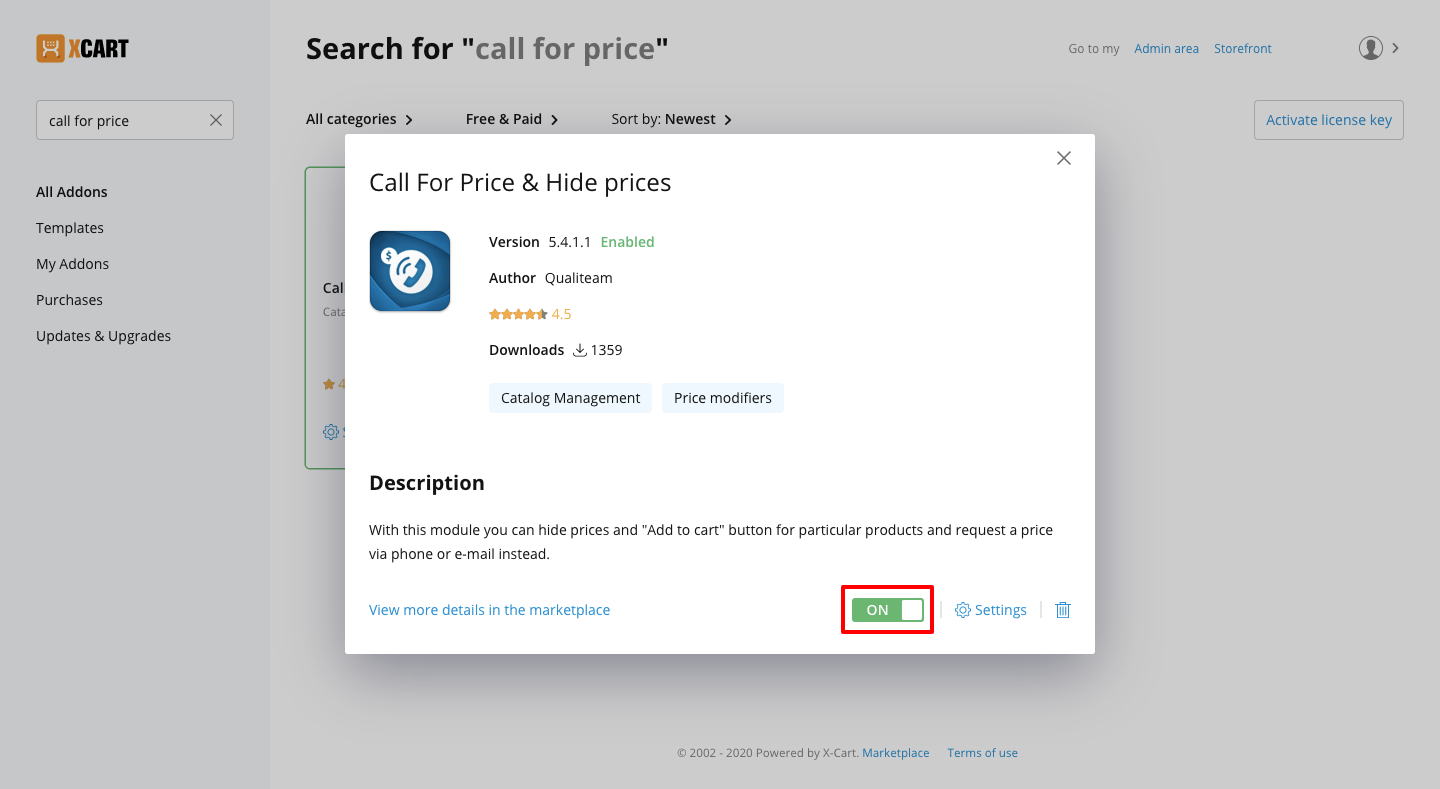 XCART
Search for "call for price"
Go to my Admin area Storefront
call for price
All categories Free & Paid Sort by: Newest
Activate license key
All Addons
Templates
My Addons
Purchases
Updates & Upgrades
Call For Price & Hide prices
Version 5.4.1.1 Enabled
Author Qualiteam
4.5
Downloads 1359
Catalog Management Price modifiers
Cal
Cata
4
Description
With this module you can hide prices and "Add to cart" button for particular products and request a price
via phone or e-mail instead.
View more details in the marketplace ON Settings
© 2002 - 2020 Powered by X-Cart. Marketplace Terms of use